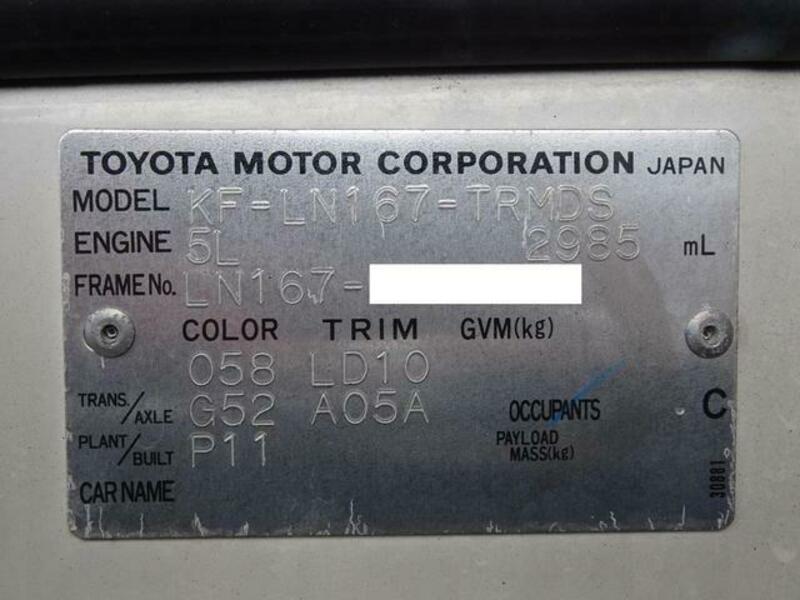 TOYOTA MOTOR CORPORATION JAPAN
MODEL KF-LN167-TRMDS
ENGINE 5L 2985 mL
FRAME No. LN167-
COLOR TRIM GVM(kg)
058 LD10
TRANS./AXLE G52 A05A OCCUPANTS C
PLANT/BUILT P11 PAYLOAD MASS(kg)
CAR NAME
30881